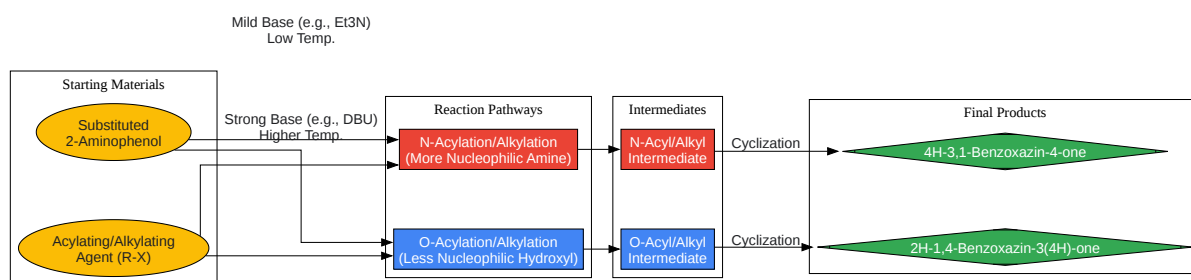 Mild Base (e.g., Et3N)
Low Temp.
Starting Materials
Substituted
2-Aminophenol
Acylating/Alkylating
Agent (R-X)
Strong Base (e.g., DBU)
Higher Temp.
Reaction Pathways
N-Acylation/Alkylation
(More Nucleophilic Amine)
O-Acylation/Alkylation
(Less Nucleophilic Hydroxyl)
Intermediates
N-Acyl/Alkyl
Intermediate
O-Acyl/Alkyl
Intermediate
Cyclization
Cyclization
Final Products
4H-3,1-Benzoxazin-4-one
2H-1,4-Benzoxazin-3(4H)-one